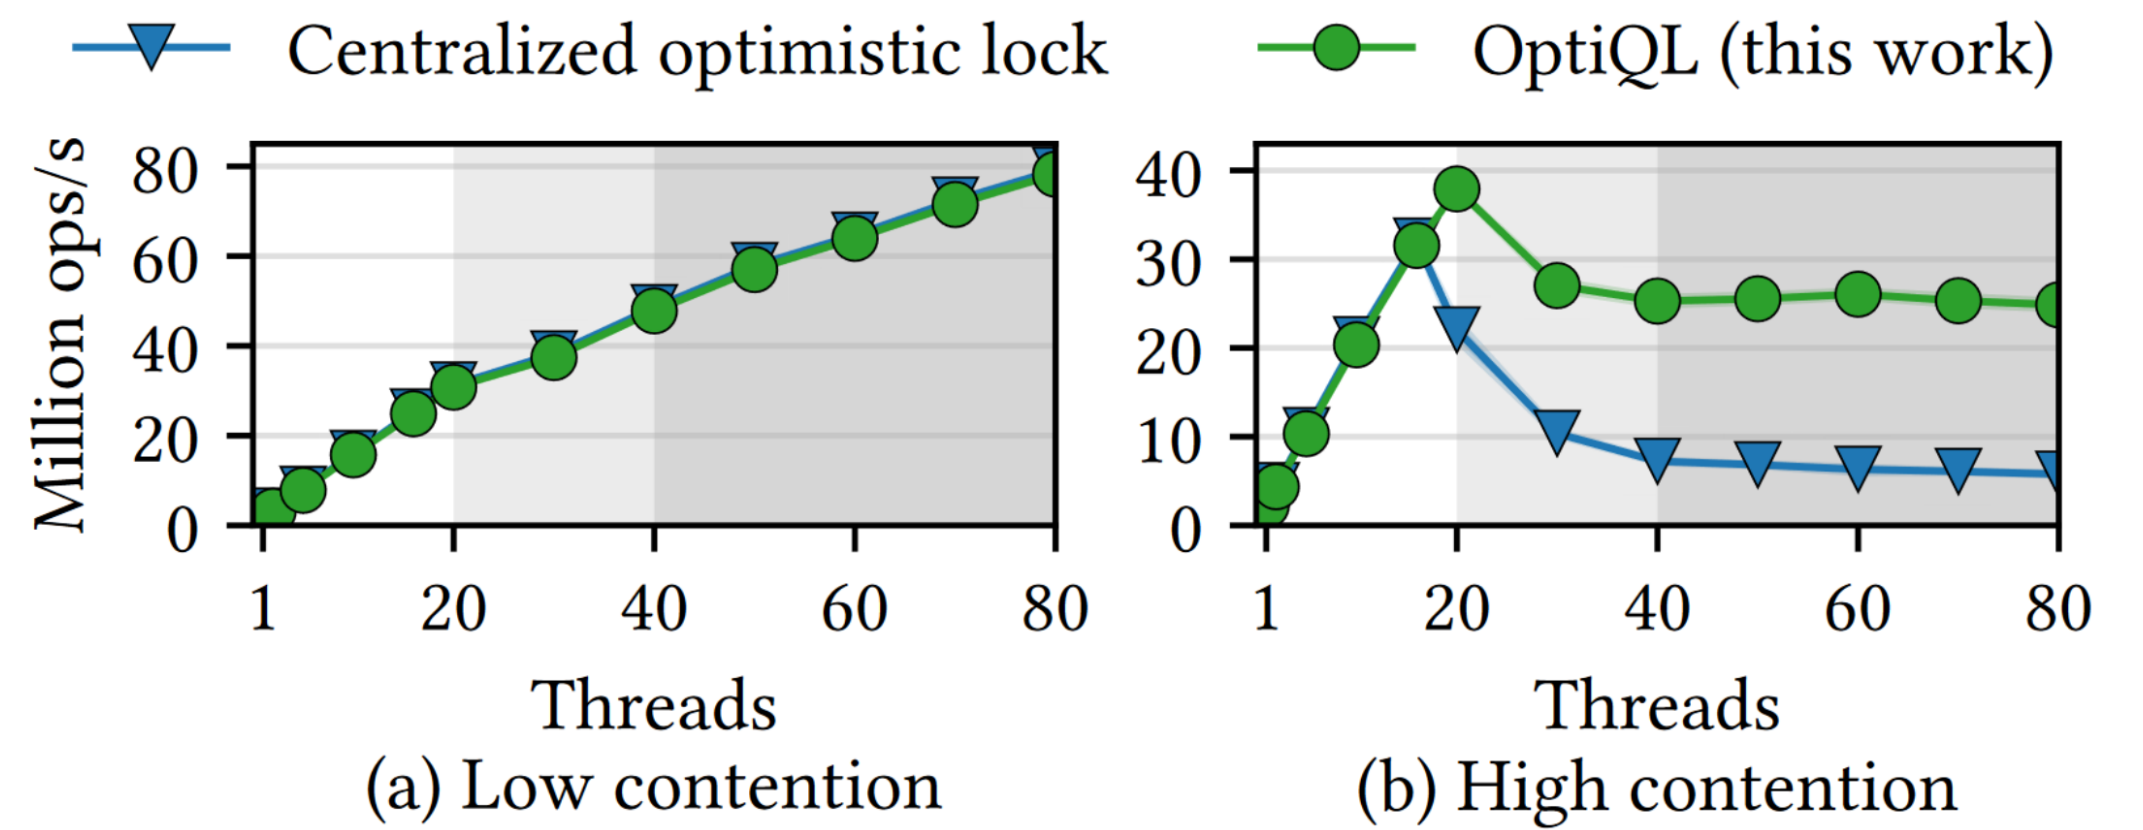 Centralized optimistic lock OptiQL (this work)
Million ops/s
80
60
40
20
0
1 20 40 60 80
Threads
(a) Low contention
40
30
20
10
0
1 20 40 60 80
Threads
(b) High contention